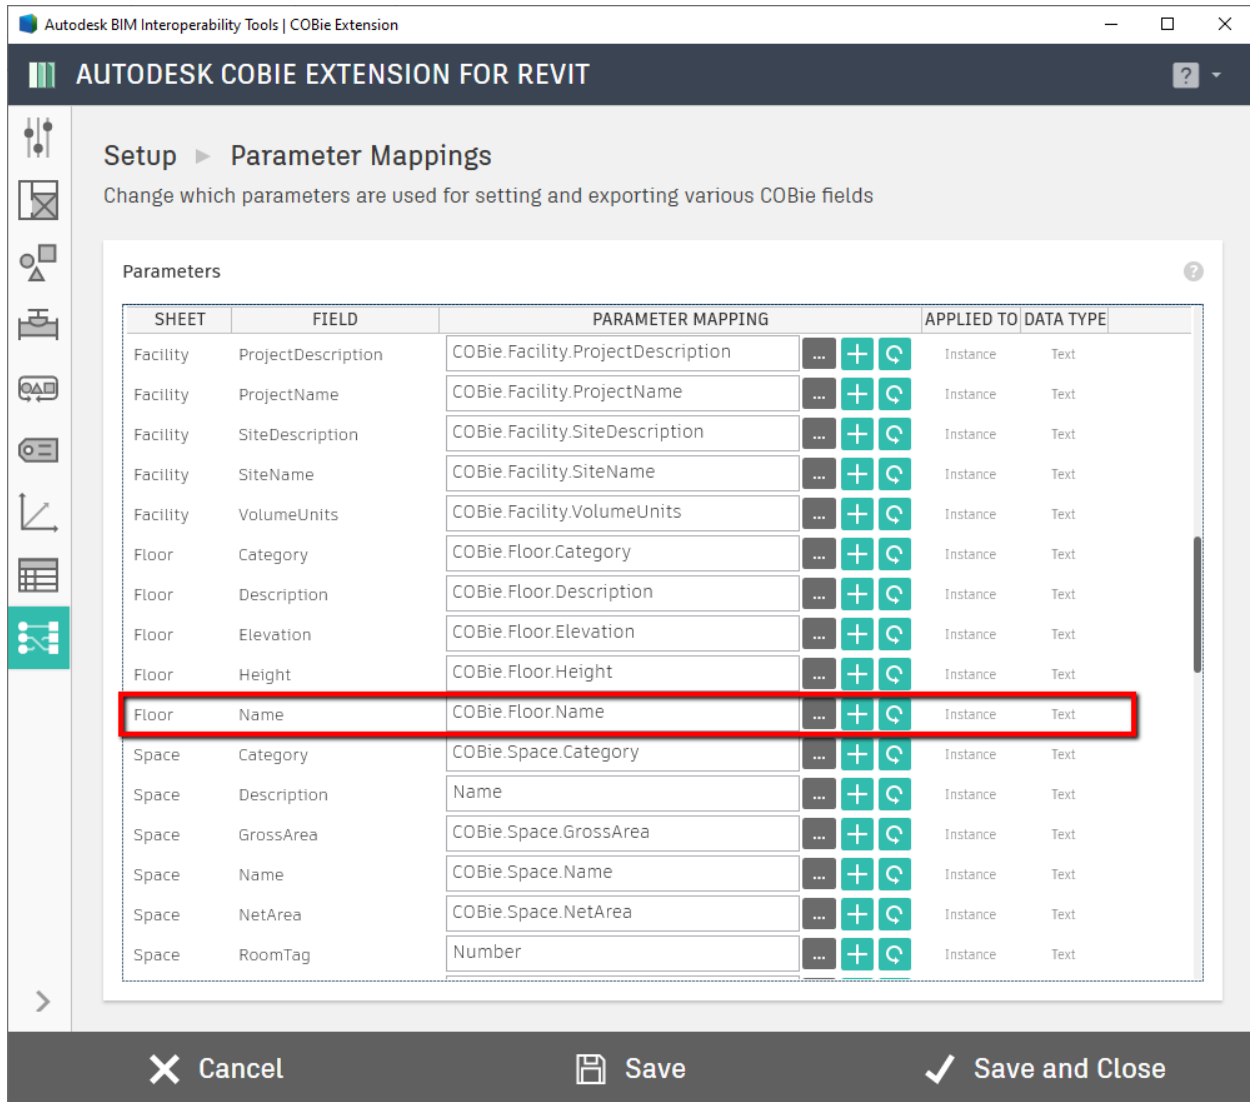 Autodesk BIM Interoperability Tools | COBie Extension
AUTODESK COBIE EXTENSION FOR REVIT
?
Setup Parameter Mappings
Change which parameters are used for setting and exporting various COBie fields
Parameters ?
SHEET FIELD PARAMETER MAPPING APPLIED TO DATA TYPE
Facility ProjectDescription COBie.Facility.ProjectDescription ... Instance Text
Facility ProjectName COBie.Facility.ProjectName ... Instance Text
Facility SiteDescription COBie.Facility.SiteDescription ... Instance Text
Facility SiteName COBie.Facility.SiteName ... Instance Text
Facility VolumeUnits COBie.Facility.VolumeUnits ... Instance Text
Floor Category COBie.Floor.Category ... Instance Text
Floor Description COBie.Floor.Description ... Instance Text
Floor Elevation COBie.Floor.Elevation ... Instance Text
Floor Height COBie.Floor.Height ... Instance Text
Floor Name COBie.Floor.Name ... Instance Text
Space Category COBie.Space.Category ... Instance Text
Space Description Name ... Instance Text
Space GrossArea COBie.Space.GrossArea ... Instance Text
Space Name COBie.Space.Name ... Instance Text
Space NetArea COBie.Space.NetArea ... Instance Text
Space RoomTag Number ... Instance Text
Cancel Save Save and Close